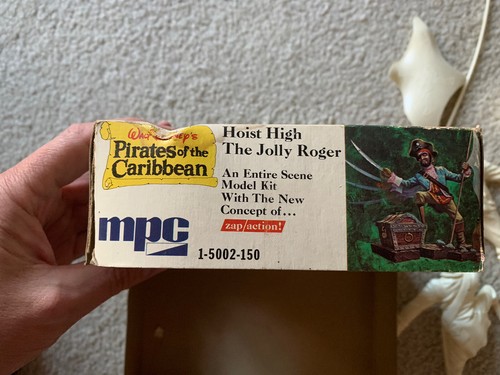 Walt Disney's
Pirates of the
Caribbean
mpc
Hoist High
The Jolly Roger
An Entire Scene
Model Kit
With The New
Concept of...
zap/action!
1-5002-150